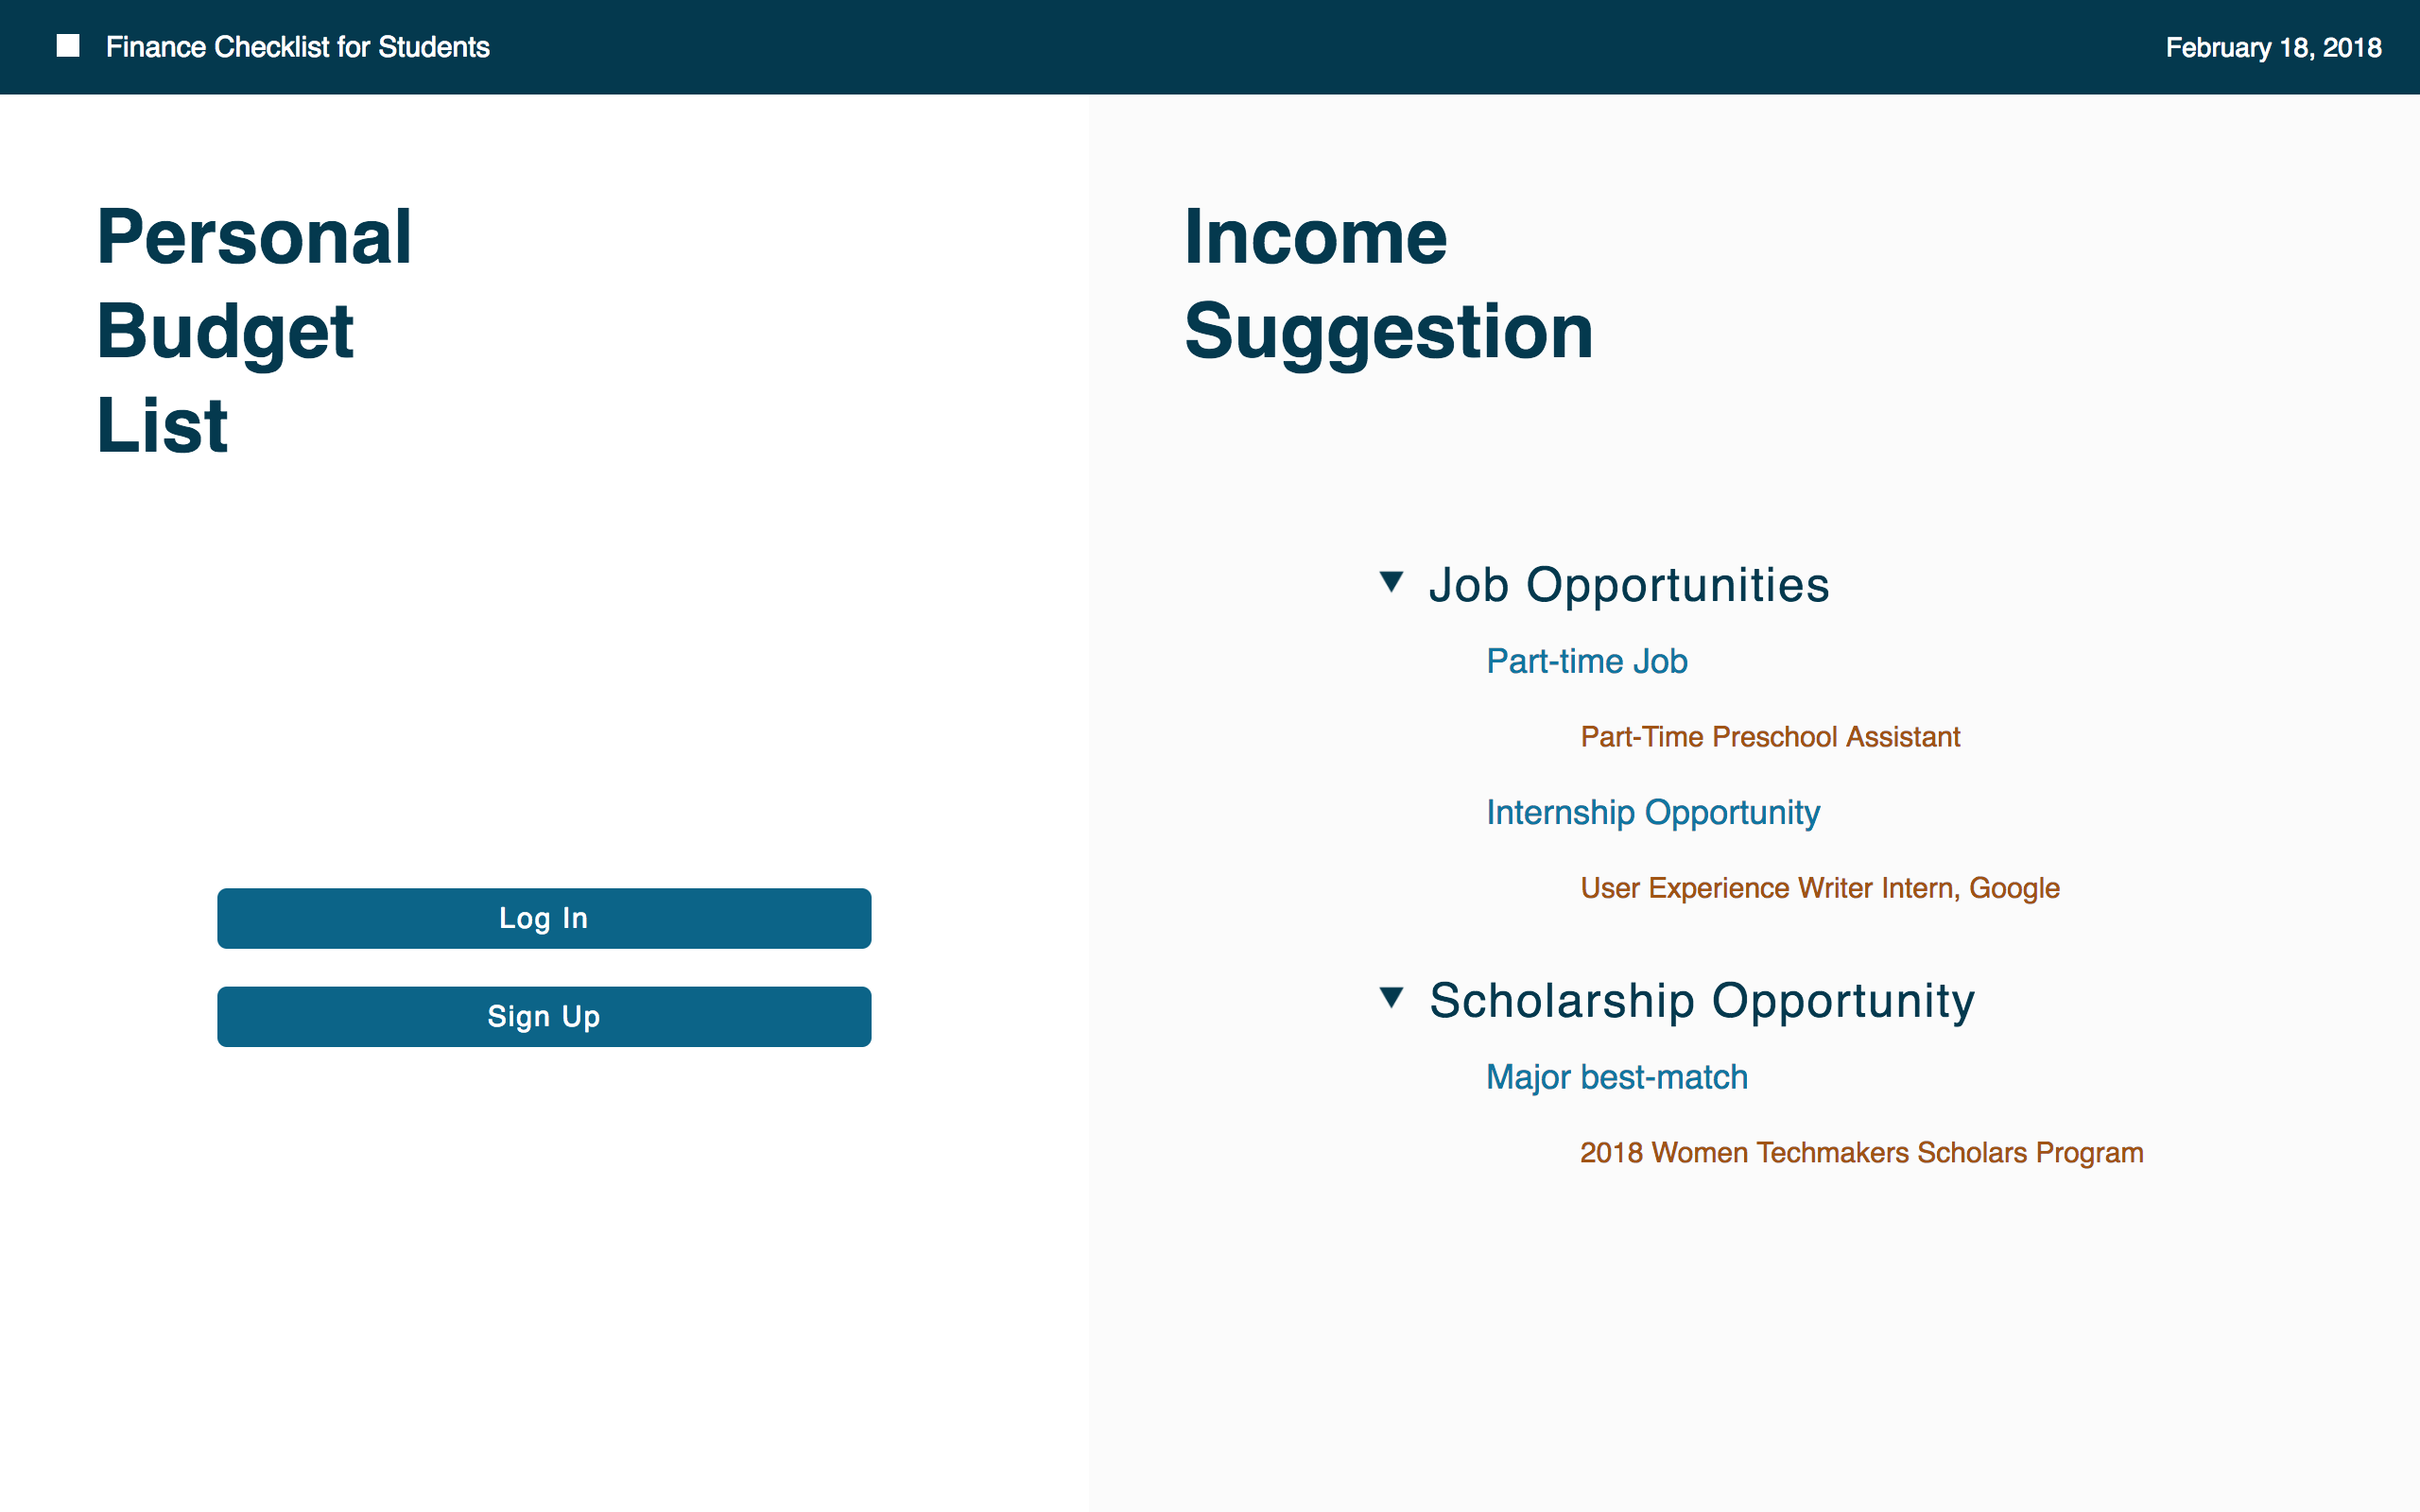 Finance Checklist for Students
February 18, 2018
Personal
Budget
List
Log In
Sign Up
Income
Suggestion
Job Opportunities
Part-time Job
Part-Time Preschool Assistant
Internship Opportunity
User Experience Writer Intern, Google
Scholarship Opportunity
Major best-match
2018 Women Techmakers Scholars Program